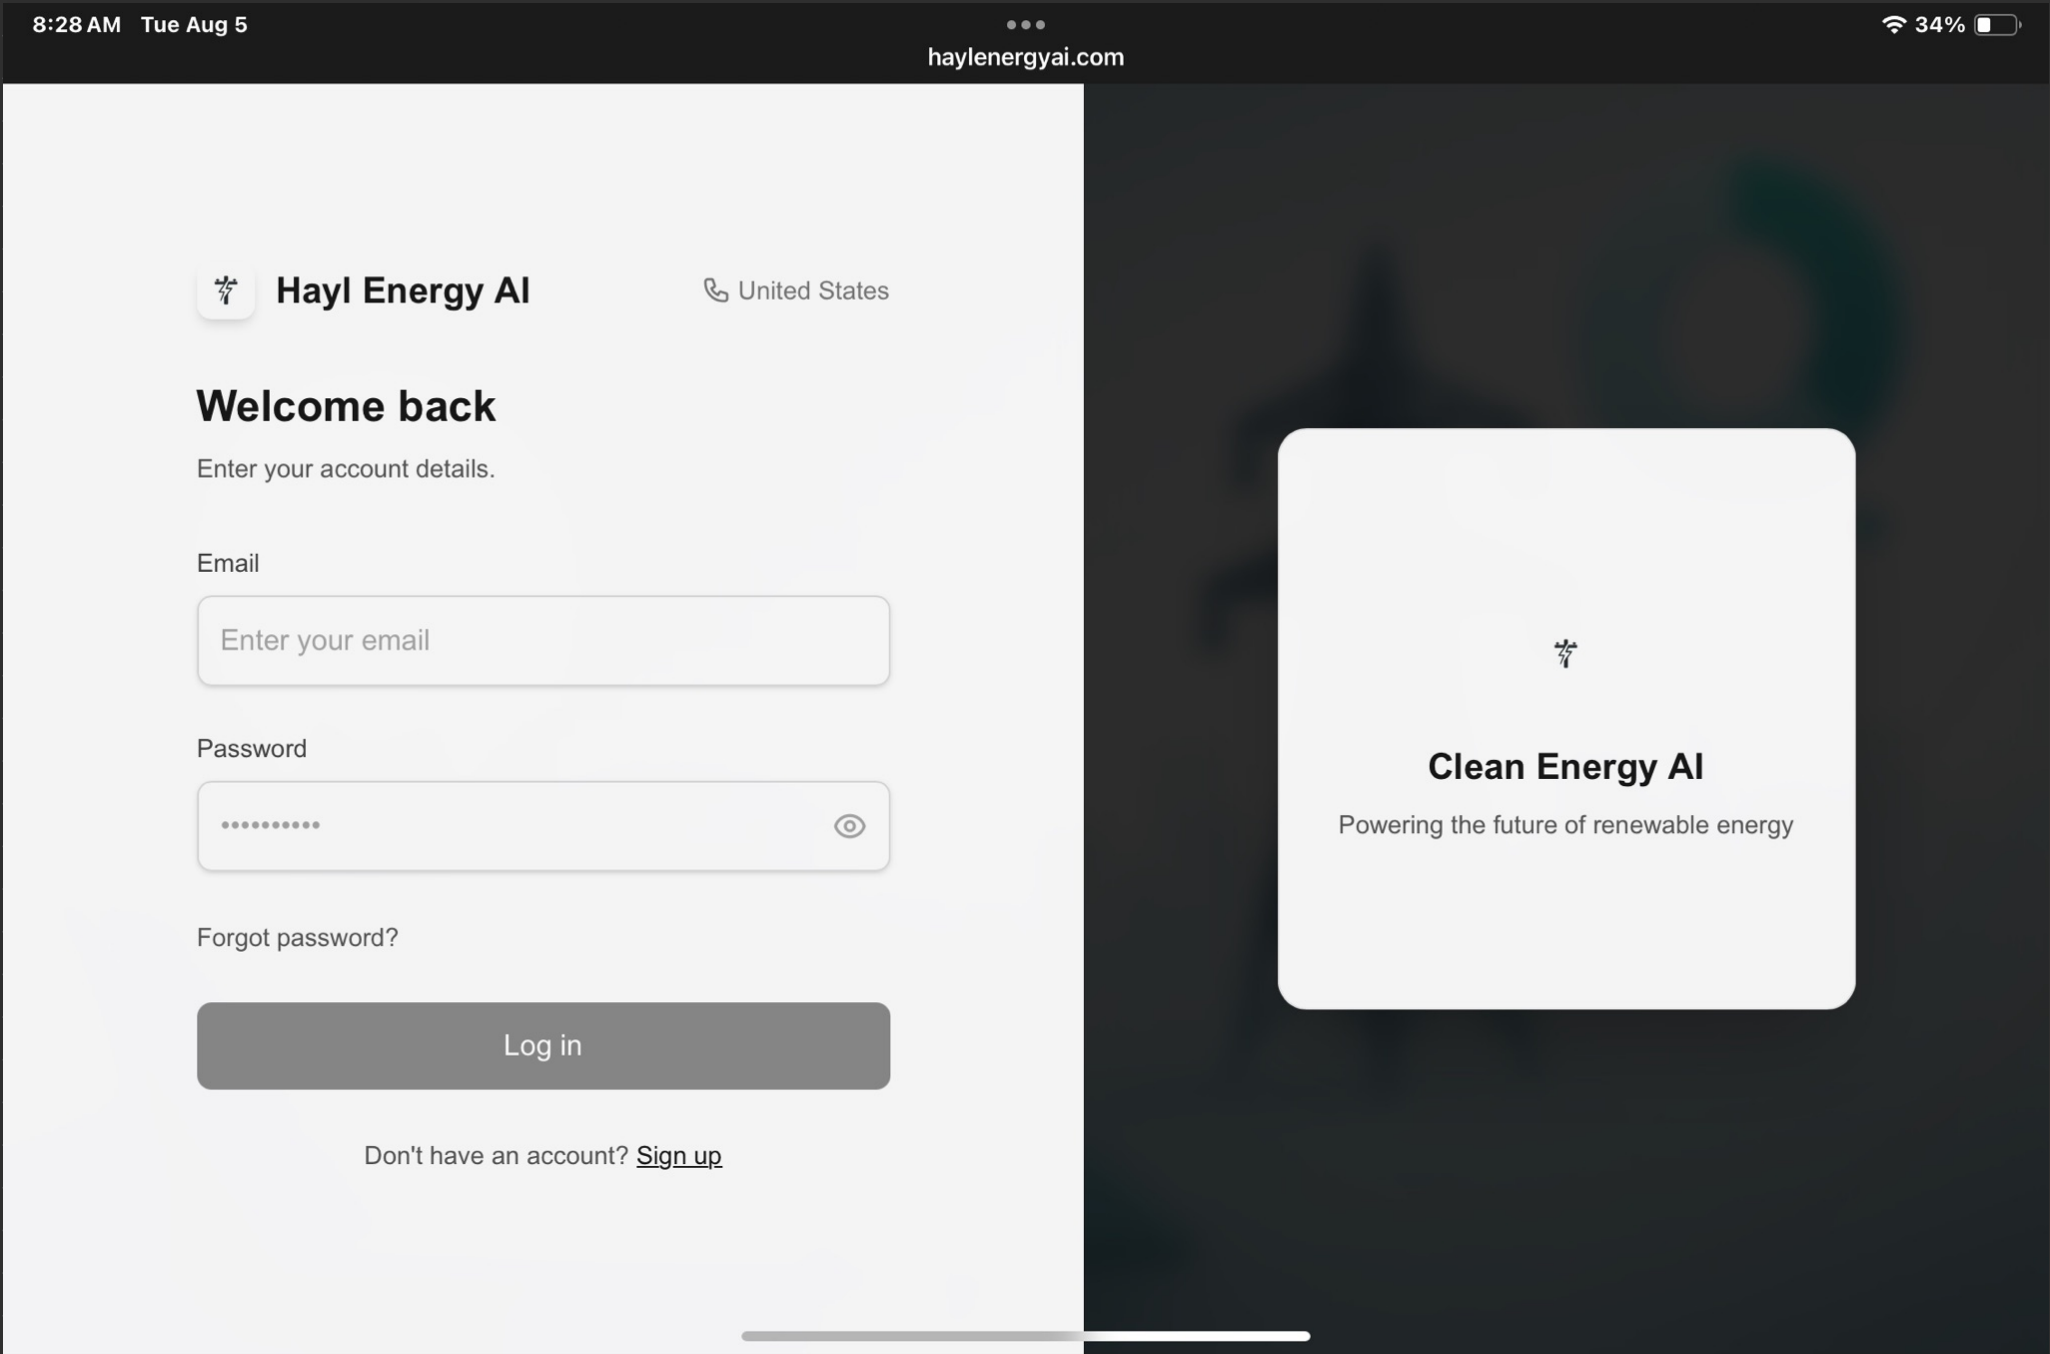 8:28 AM Tue Aug 5
34%
haylenergyai.com
Hayl Energy AI
United States
Welcome back
Enter your account details.
Email
Enter your email
Password
••••••••••
Forgot password?
Log in
Don't have an account? Sign up
Clean Energy AI
Powering the future of renewable energy